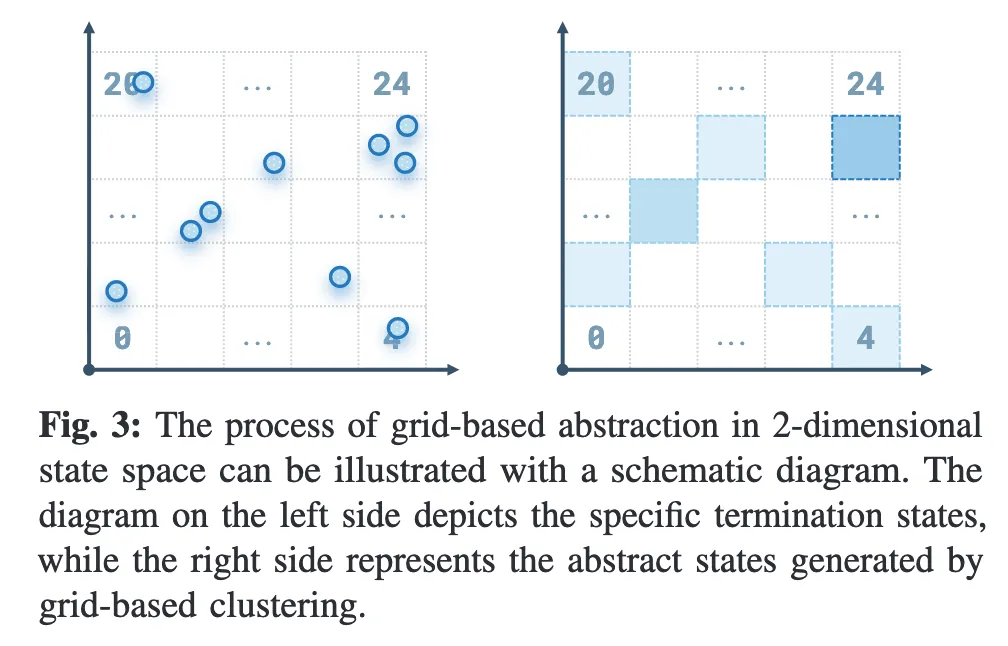 20 ... 24
... ...
0 ... 4
20 ... 24
... ...
0 ... 4
Fig. 3: The process of grid-based abstraction in 2-dimensional
state space can be illustrated with a schematic diagram. The
diagram on the left side depicts the specific termination states,
while the right side represents the abstract states generated by
grid-based clustering.